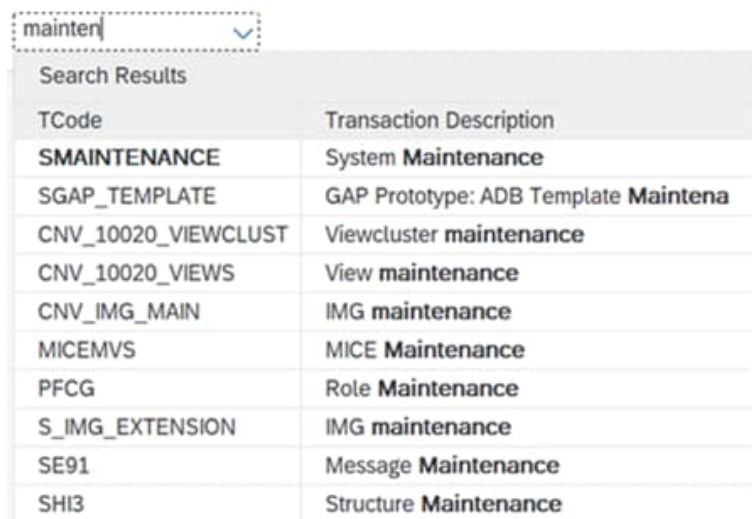 mainten
Search Results
TCode Transaction Description
SMAINTENANCE System Maintenance
SGAP_TEMPLATE GAP Prototype: ADB Template Maintena
CNV_10020_VIEWCLUST Viewcluster maintenance
CNV_10020_VIEWS View maintenance
CNV_IMG_MAIN IMG maintenance
MICEMVS MICE Maintenance
PFCG Role Maintenance
S_IMG_EXTENSION IMG maintenance
SE91 Message Maintenance
SHI3 Structure Maintenance